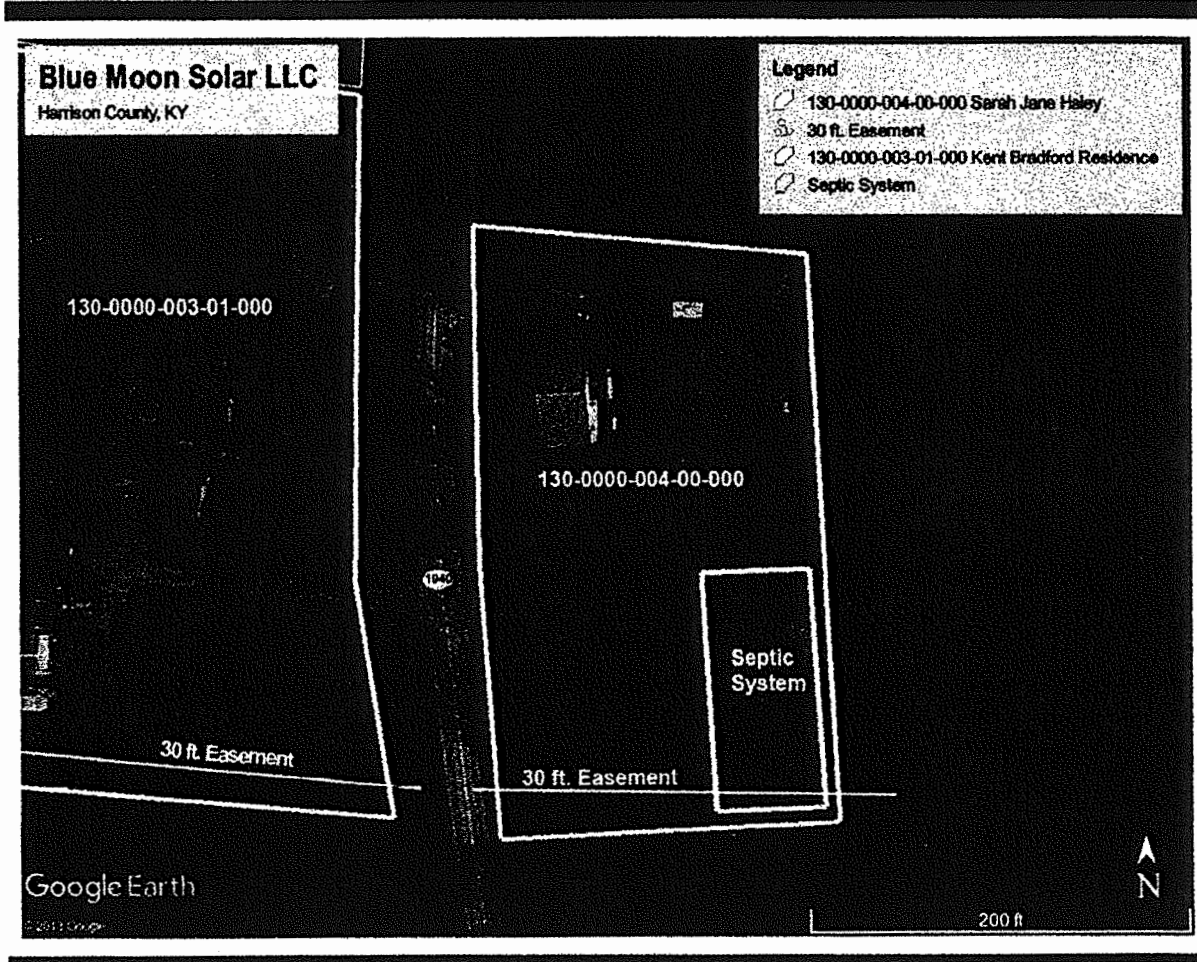 Blue Moon Solar LLC
Harrison County, KY
Legend
130-0000-004-00-000 Sarah Jane Haley
30 ft. Easement
130-0000-003-01-000 Kent Bradford Residence
Septic System
130-0000-003-01-000
130-0000-004-00-000
1940
Septic
System
30 ft. Easement
30 ft. Easement
Google Earth
200 ft
N